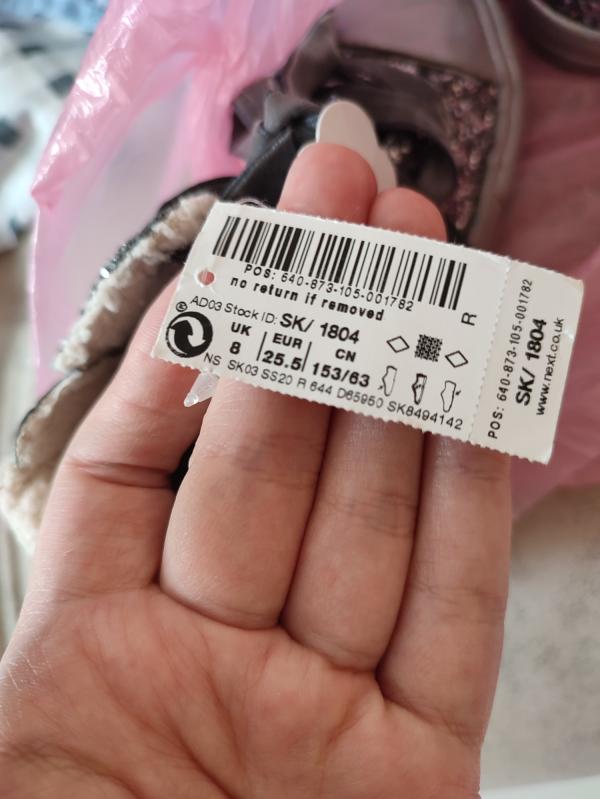 POS: 640-873-105-001782
no return if removed
R
© AD03 Stock ID: SK/ 1804
UK EUR CN
8 25.5 153/63
NS SK03 SS20 R 644 D65950 SK8494142
POS: 640-873-105-001782
SK/ 1804
www.next.co.uk